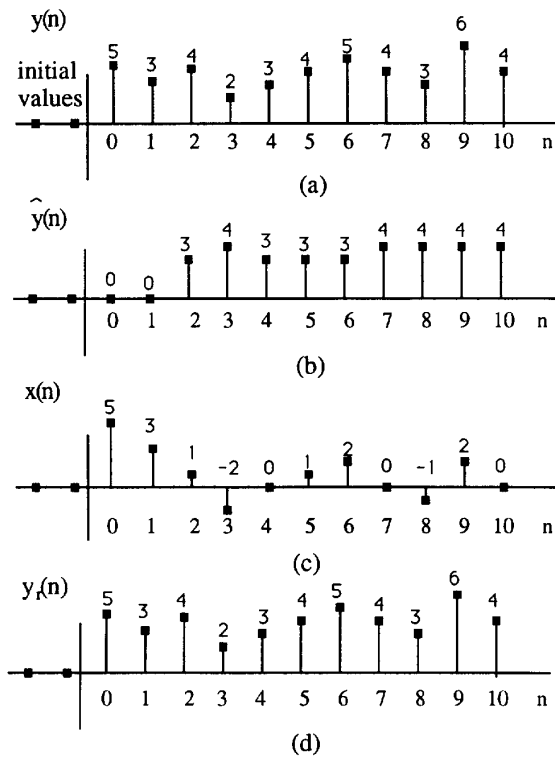 y(n)
5 3 4 2 3 4 5 4 3 6 4
initial
values
0 1 2 3 4 5 6 7 8 9 10 n
(a)
ŷ(n)
0 0 3 4 3 3 3 4 4 4 4
0 1 2 3 4 5 6 7 8 9 10 n
(b)
x(n)
5 3 1 -2 0 1 2 0 -1 2 0
0 1 2 3 4 5 6 7 8 9 10 n
(c)
yᵣ(n)
5 3 4 2 3 4 5 4 3 6 4
0 1 2 3 4 5 6 7 8 9 10 n
(d)